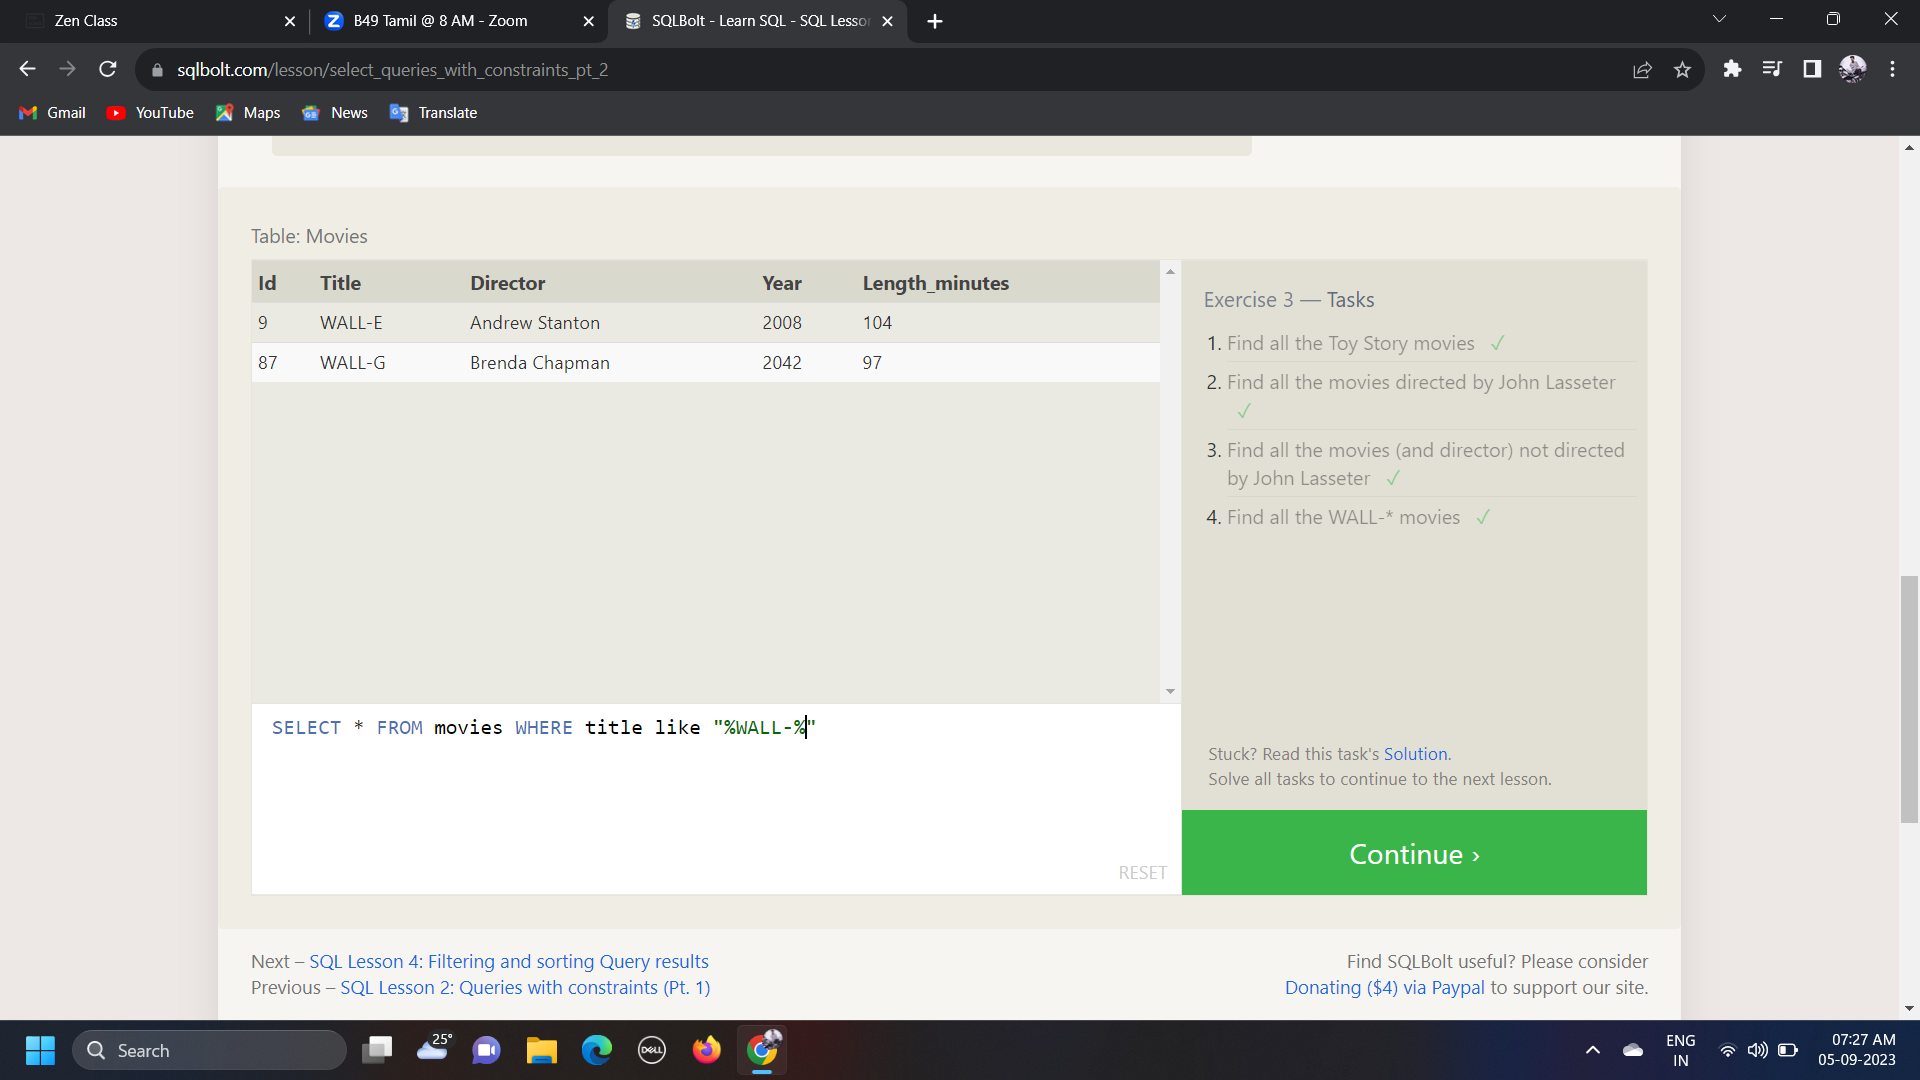 Zen Class
B49 Tamil @ 8 AM - Zoom
SQLBolt - Learn SQL - SQL Lesson
sqlbolt.com/lesson/select_queries_with_constraints_pt_2
Gmail YouTube Maps News Translate
Table: Movies
Id Title Director Year Length_minutes
9 WALL-E Andrew Stanton 2008 104
87 WALL-G Brenda Chapman 2042 97
SELECT * FROM movies WHERE title like "%WALL-%"
RESET
Exercise 3 — Tasks
1. Find all the Toy Story movies ✓
2. Find all the movies directed by John Lasseter
✓
3. Find all the movies (and director) not directed
by John Lasseter ✓
4. Find all the WALL-* movies ✓
Stuck? Read this task's Solution.
Solve all tasks to continue to the next lesson.
Continue ›
Next – SQL Lesson 4: Filtering and sorting Query results
Previous – SQL Lesson 2: Queries with constraints (Pt. 1)
Find SQLBolt useful? Please consider
Donating ($4) via Paypal to support our site.
Search
25°
DELL
ENG
IN
07:27 AM
05-09-2023